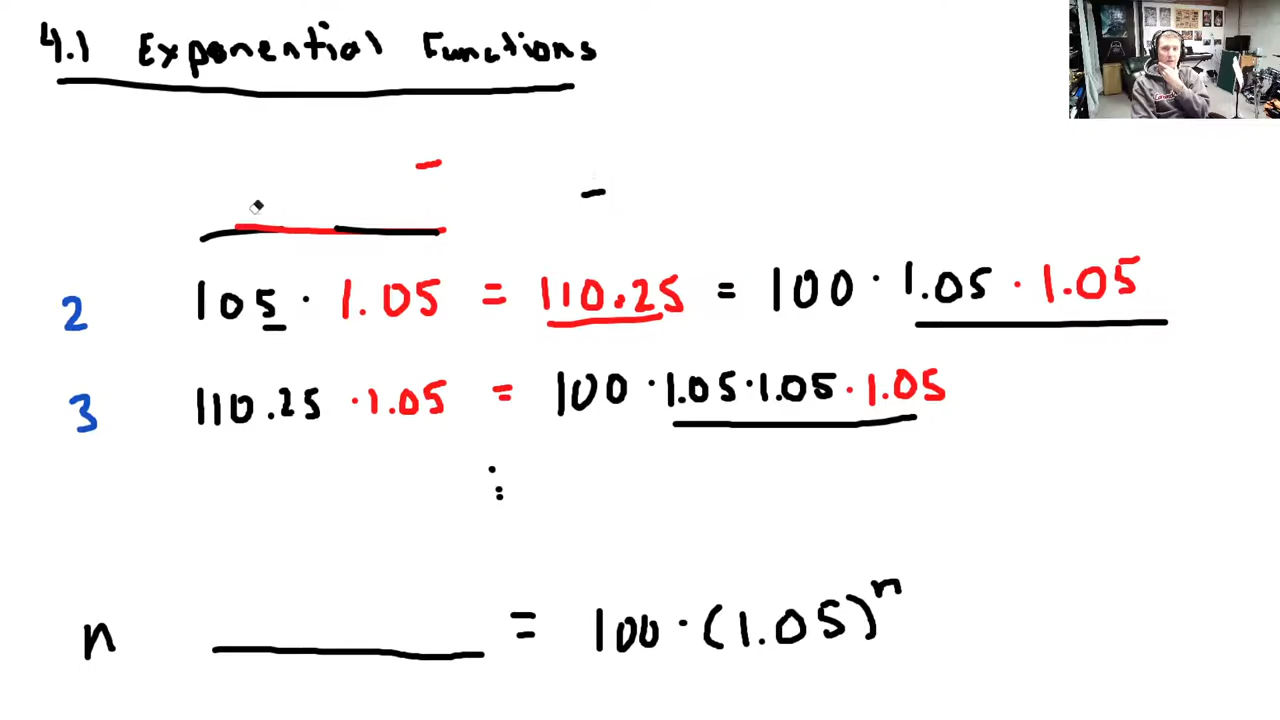 4.1 Exponential Functions
2 105 · 1.05 = 110.25 = 100 · 1.05 · 1.05
3 110.25 · 1.05 = 100 · 1.05 · 1.05 · 1.05
n = 100 · (1.05)^n